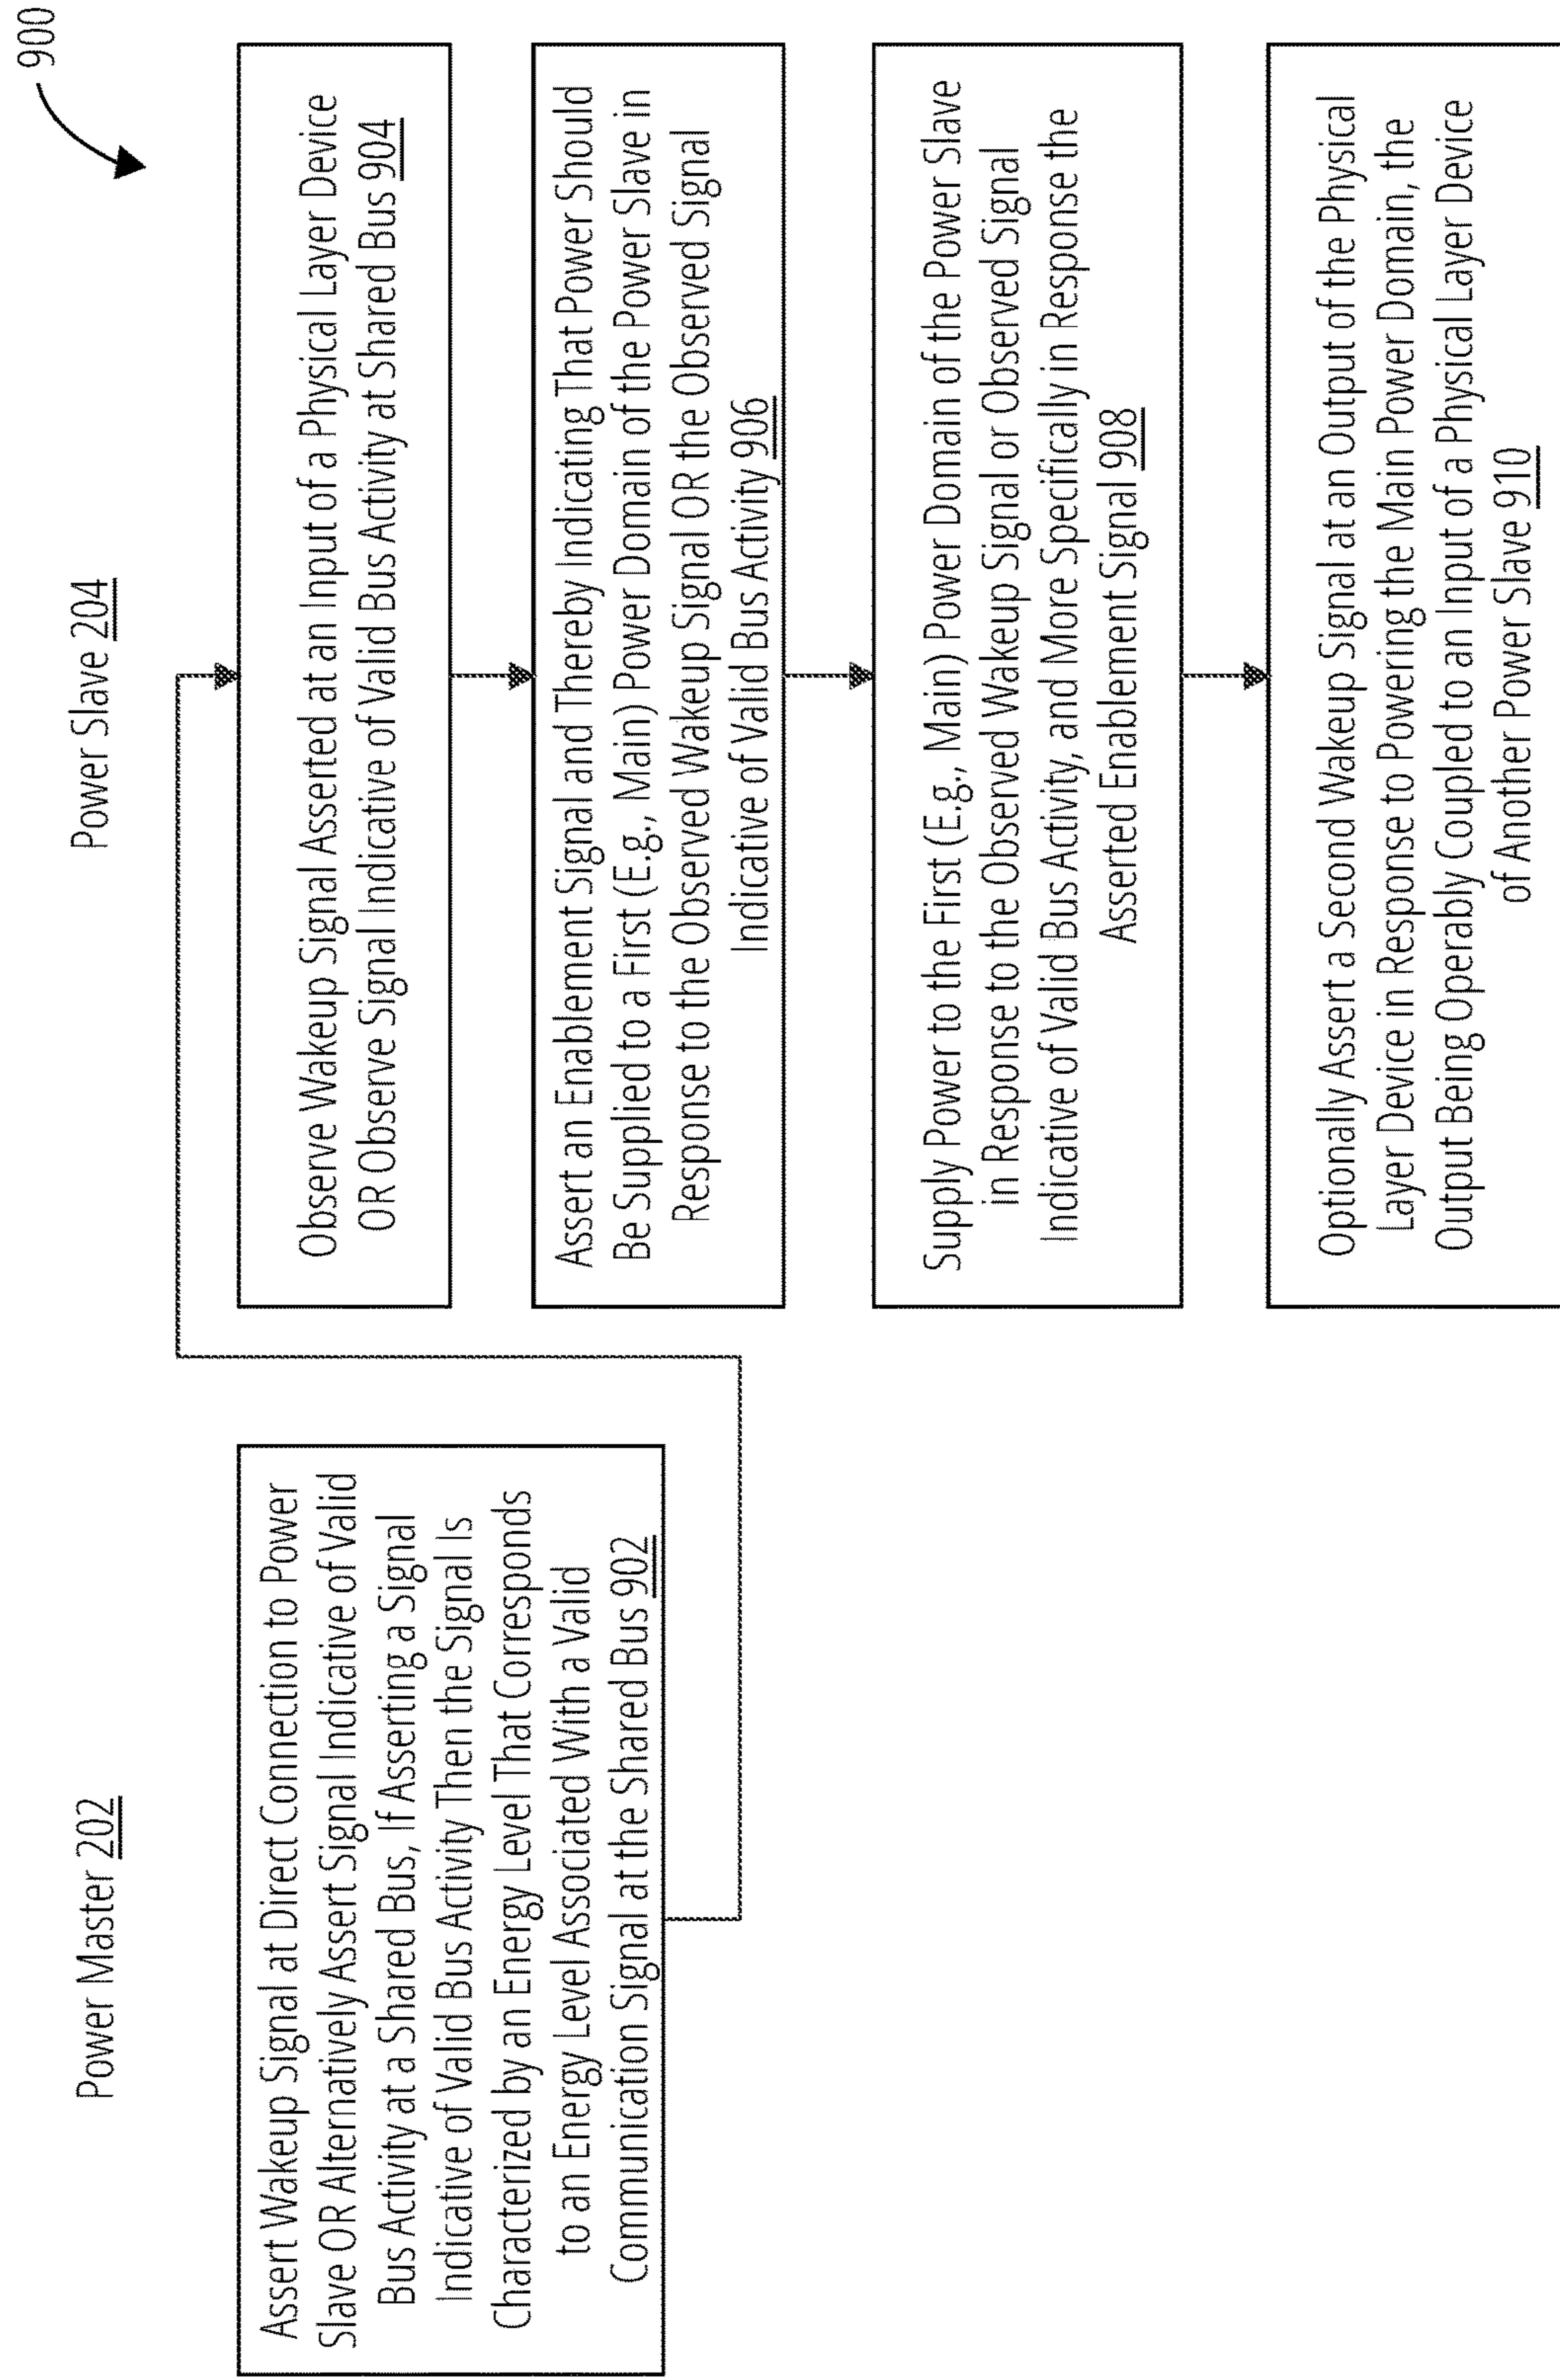 900
Power Master 202
Power Slave 204
Assert Wakeup Signal at Direct Connection to Power
Slave OR Alternatively Assert Signal Indicative of Valid
Bus Activity at a Shared Bus, If Asserting a Signal
Indicative of Valid Bus Activity Then the Signal Is
Characterized by an Energy Level That Corresponds
to an Energy Level Associated With a Valid
Communication Signal at the Shared Bus 902
Observe Wakeup Signal Asserted at an Input of a Physical Layer Device
OR Observe Signal Indicative of Valid Bus Activity at Shared Bus 904
Assert an Enablement Signal and Thereby Indicating That Power Should
Be Supplied to a First (E.g., Main) Power Domain of the Power Slave in
Response to the Observed Wakeup Signal OR the Observed Signal
Indicative of Valid Bus Activity 906
Supply Power to the First (E.g., Main) Power Domain of the Power Slave
in Response to the Observed Wakeup Signal or Observed Signal
Indicative of Valid Bus Activity, and More Specifically in Response the
Asserted Enablement Signal 908
Optionally Assert a Second Wakeup Signal at an Output of the Physical
Layer Device in Response to Powering the Main Power Domain, the
Output Being Operably Coupled to an Input of a Physical Layer Device
of Another Power Slave 910